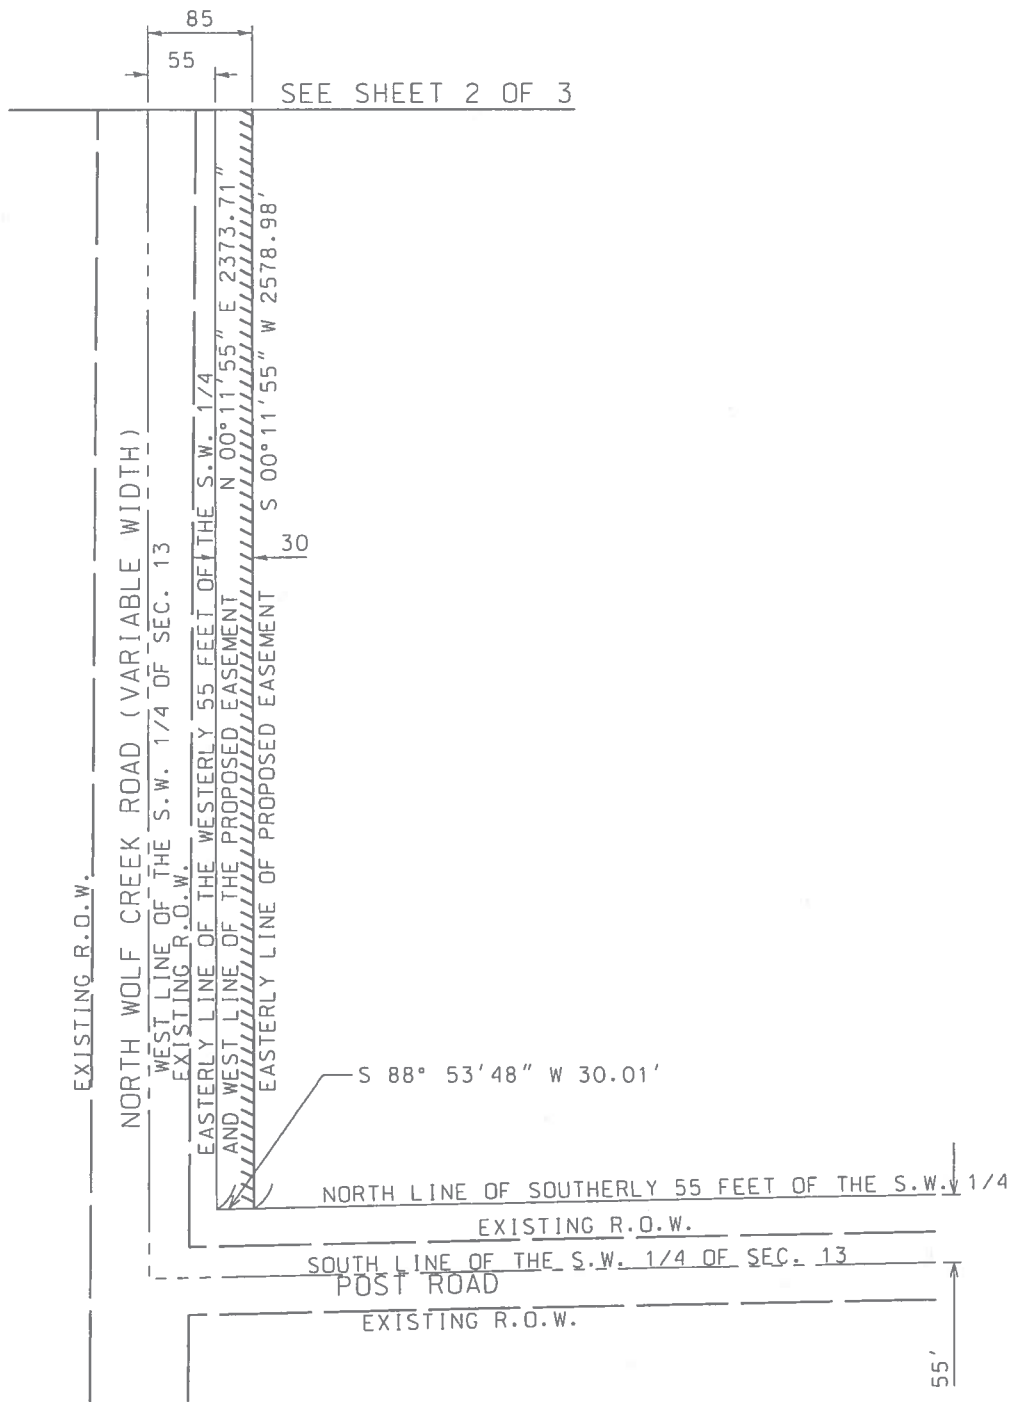 85
55
SEE SHEET 2 OF 3
N 00°11'55" E 2373.71"
S 00°11'55" W 2578.98'
30
EXISTING R.O.W.
NORTH WOLF CREEK ROAD (VARIABLE WIDTH)
WEST LINE OF THE S.W. 1/4 OF SEC. 13
EXISTING R.O.W.
EASTERLY LINE OF THE WESTERLY 55 FEET OF THE S.W. 1/4
AND WEST LINE OF THE PROPOSED EASEMENT
EASTERLY LINE OF PROPOSED EASEMENT
S 88° 53'48" W 30.01'
NORTH LINE OF SOUTHERLY 55 FEET OF THE S.W. 1/4
EXISTING R.O.W.
SOUTH LINE OF THE S.W. 1/4 OF SEC. 13
POST ROAD
EXISTING R.O.W.
55'